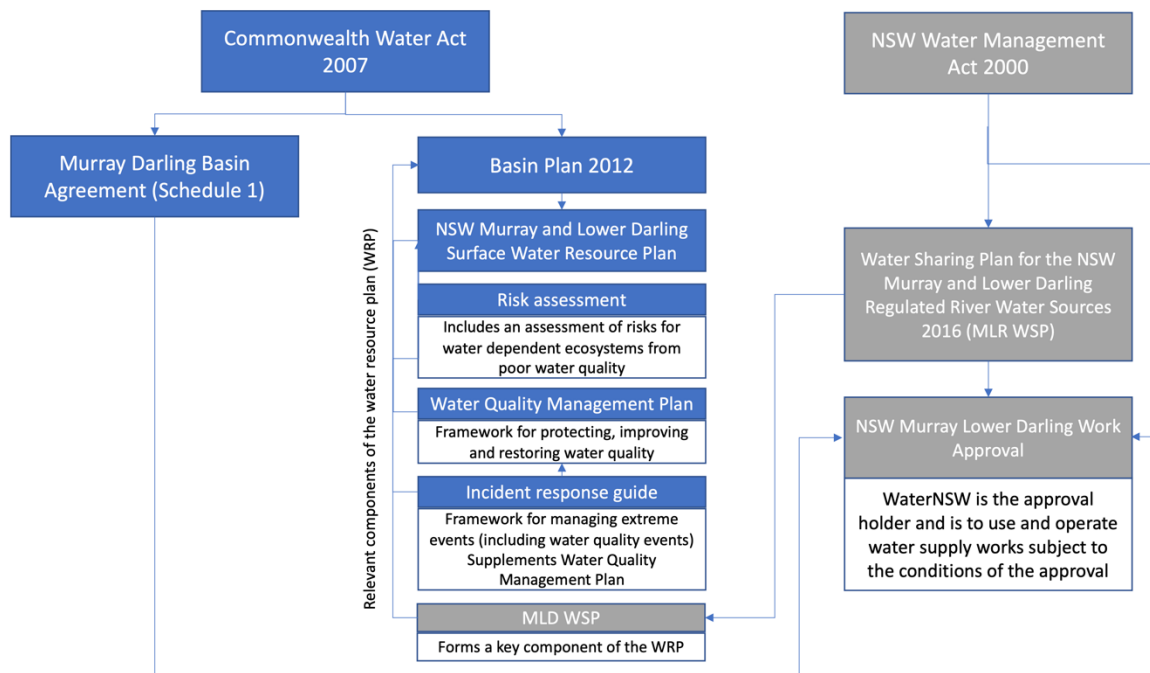 Commonwealth Water Act
2007
NSW Water Management
Act 2000
Murray Darling Basin
Agreement (Schedule 1)
Basin Plan 2012
Relevant components of the water resource plan (WRP)
NSW Murray and Lower Darling
Surface Water Resource Plan
Risk assessment
Includes an assessment of risks for
water dependent ecosystems from
poor water quality
Water Quality Management Plan
Framework for protecting, improving
and restoring water quality
Incident response guide
Framework for managing extreme
events (including water quality events)
Supplements Water Quality
Management Plan
MLD WSP
Forms a key component of the WRP
Water Sharing Plan for the NSW
Murray and Lower Darling
Regulated River Water Sources
2016 (MLR WSP)
NSW Murray Lower Darling Work
Approval
WaterNSW is the approval
holder and is to use and operate
water supply works subject to
the conditions of the approval